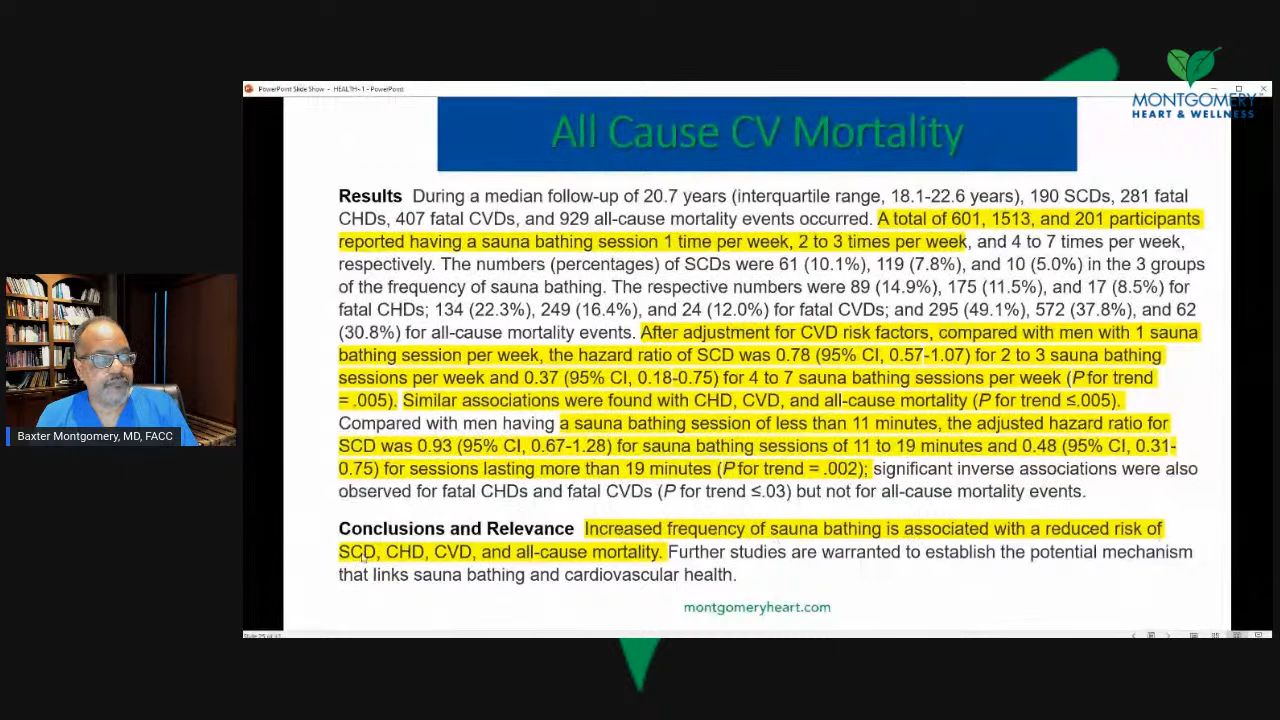 PowerPoint Slide Show - HEALTH~1 - PowerPoint
MONTGOMERY
HEART & WELLNESS
All Cause CV Mortality
Results During a median follow-up of 20.7 years (interquartile range, 18.1-22.6 years), 190 SCDs, 281 fatal
CHDs, 407 fatal CVDs, and 929 all-cause mortality events occurred. A total of 601, 1513, and 201 participants
reported having a sauna bathing session 1 time per week, 2 to 3 times per week, and 4 to 7 times per week,
respectively. The numbers (percentages) of SCDs were 61 (10.1%), 119 (7.8%), and 10 (5.0%) in the 3 groups
of the frequency of sauna bathing. The respective numbers were 89 (14.9%), 175 (11.5%), and 17 (8.5%) for
fatal CHDs; 134 (22.3%), 249 (16.4%), and 24 (12.0%) for fatal CVDs; and 295 (49.1%), 572 (37.8%), and 62
(30.8%) for all-cause mortality events. After adjustment for CVD risk factors, compared with men with 1 sauna
bathing session per week, the hazard ratio of SCD was 0.78 (95% CI, 0.57-1.07) for 2 to 3 sauna bathing
sessions per week and 0.37 (95% CI, 0.18-0.75) for 4 to 7 sauna bathing sessions per week (P for trend
= .005). Similar associations were found with CHD, CVD, and all-cause mortality (P for trend ≤.005).
Compared with men having a sauna bathing session of less than 11 minutes, the adjusted hazard ratio for
SCD was 0.93 (95% CI, 0.67-1.28) for sauna bathing sessions of 11 to 19 minutes and 0.48 (95% CI, 0.31-
0.75) for sessions lasting more than 19 minutes (P for trend = .002); significant inverse associations were also
observed for fatal CHDs and fatal CVDs (P for trend ≤.03) but not for all-cause mortality events.
Conclusions and Relevance Increased frequency of sauna bathing is associated with a reduced risk of
SCD, CHD, CVD, and all-cause mortality. Further studies are warranted to establish the potential mechanism
that links sauna bathing and cardiovascular health.
montgomeryheart.com
Baxter Montgomery, MD, FACC